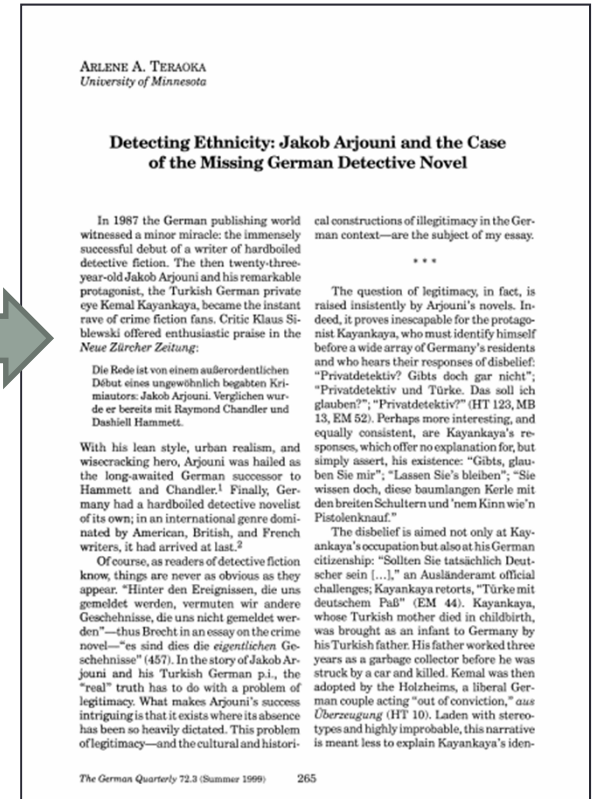 ARLENE A. TERAOKA
University of Minnesota
Detecting Ethnicity: Jakob Arjouni and the Case
of the Missing German Detective Novel
In 1987 the German publishing world
witnessed a minor miracle: the immensely
successful debut of a writer of hardboiled
detective fiction. The then twenty-three-
year-old Jakob Arjouni and his remarkable
protagonist, the Turkish German private
eye Kemal Kayankaya, became the instant
rave of crime fiction fans. Critic Klaus Si-
blewski offered enthusiastic praise in the
Neue Zürcher Zeitung:
Die Rede ist von einem außerordentlichen
Début eines ungewöhnlich begabten Kri-
miautors: Jakob Arjouni. Verglichen wur-
de er bereits mit Raymond Chandler und
Dashiell Hammett.
With his lean style, urban realism, and
wisecracking hero, Arjouni was hailed as
the long-awaited German successor to
Hammett and Chandler.1 Finally, Ger-
many had a hardboiled detective novelist
of its own; in an international genre domi-
nated by American, British, and French
writers, it had arrived at last.2
Of course, as readers of detective fiction
know, things are never as obvious as they
appear. "Hinter den Ereignissen, die uns
gemeldet werden, vermuten wir andere
Geschehnisse, die uns nicht gemeldet wer-
den"—thus Brecht in an essay on the crime
novel—"es sind dies die eigentlichen Ge-
schehnisse" (457). In the story of Jakob Ar-
jouni and his Turkish German p.i., the
"real" truth has to do with a problem of
legitimacy. What makes Arjouni's success
intriguing is that it exists where its absence
has been so heavily dictated. This problem
of legitimacy—and the cultural and histori-
cal constructions of illegitimacy in the Ger-
man context—are the subject of my essay.
* * *
The question of legitimacy, in fact, is
raised insistently by Arjouni's novels. In-
deed, it proves inescapable for the protago-
nist Kayankaya, who must identify himself
before a wide array of Germany's residents
and who hears their responses of disbelief:
"Privatdetektiv? Gibts doch gar nicht";
"Privatdetektiv und Türke. Das soll ich
glauben?"; "Privatdetektiv?" (HT 123, MB
13, EM 52). Perhaps more interesting, and
equally consistent, are Kayankaya's re-
sponses, which offer no explanation for, but
simply assert, his existence: "Gibts, glau-
ben Sie mir"; "Lassen Sie's bleiben"; "Sie
wissen doch, diese baumlangen Kerle mit
den breiten Schultern und 'nem Kinn wie'n
Pistolenknauf."
The disbelief is aimed not only at Kay-
ankaya's occupation but also at his German
citizenship: "Sollten Sie tatsächlich Deut-
scher sein [...]," an Ausländeramt official
challenges; Kayankaya retorts, "Türke mit
deutschem Paß" (EM 44). Kayankaya,
whose Turkish mother died in childbirth,
was brought as an infant to Germany by
his Turkish father. His father worked three
years as a garbage collector before he was
struck by a car and killed. Kemal was then
adopted by the Holzheims, a liberal Ger-
man couple acting "out of conviction," aus
Überzeugung (HT 10). Laden with stereo-
types and highly improbable, this narrative
is meant less to explain Kayankaya's iden-
The German Quarterly 72.3 (Summer 1999) 265